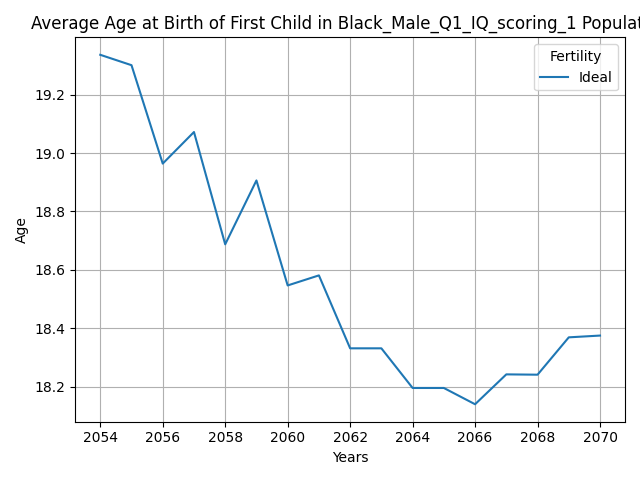 Average Age at Birth of First Child in Black_Male_Q1_IQ_scoring_1 Populat
Fertility
Ideal
19.2
19.0
18.8
18.6
18.4
18.2
Age
2054 2056 2058 2060 2062 2064 2066 2068 2070
Years